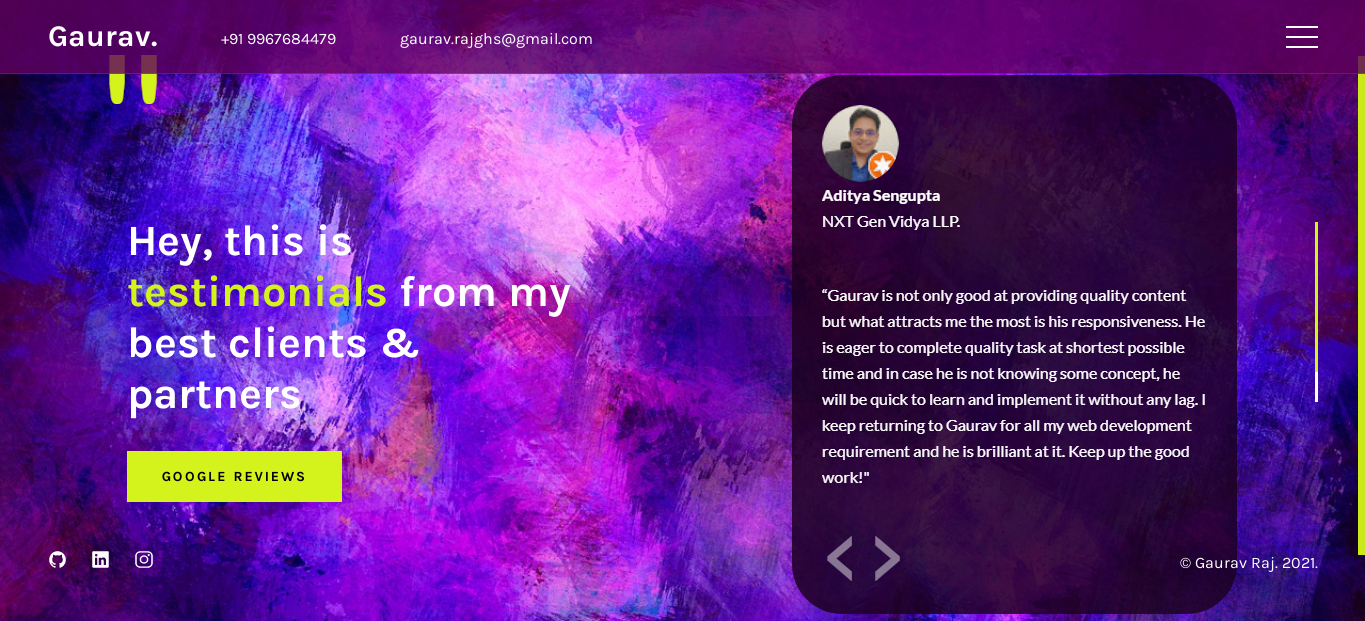 Gaurav.
+91 9967684479
gaurav.rajghs@gmail.com
"
Hey, this is
testimonials from my
best clients &
partners
GOOGLE REVIEWS
Aditya Sengupta
NXT Gen Vidya LLP.
“Gaurav is not only good at providing quality content
but what attracts me the most is his responsiveness. He
is eager to complete quality task at shortest possible
time and in case he is not knowing some concept, he
will be quick to learn and implement it without any lag. I
keep returning to Gaurav for all my web development
requirement and he is brilliant at it. Keep up the good
work!"
© Gaurav Raj. 2021.